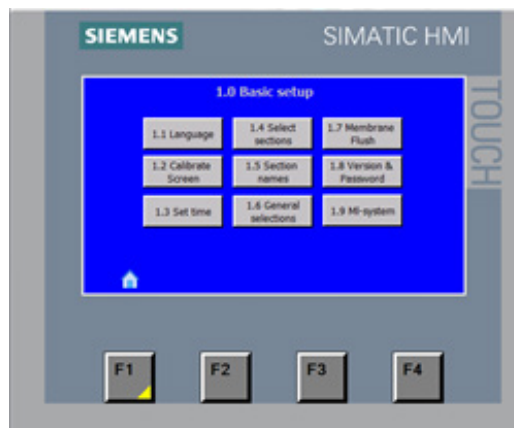 SIEMENS
SIMATIC HMI
TOUCH
1.0 Basic setup
1.1 Language
1.4 Select
sections
1.7 Membrane
Flush
1.2 Calibrate
Screen
1.5 Section
names
1.8 Version &
Password
1.3 Set time
1.6 General
selections
1.9 Mi-system
F1
F2
F3
F4